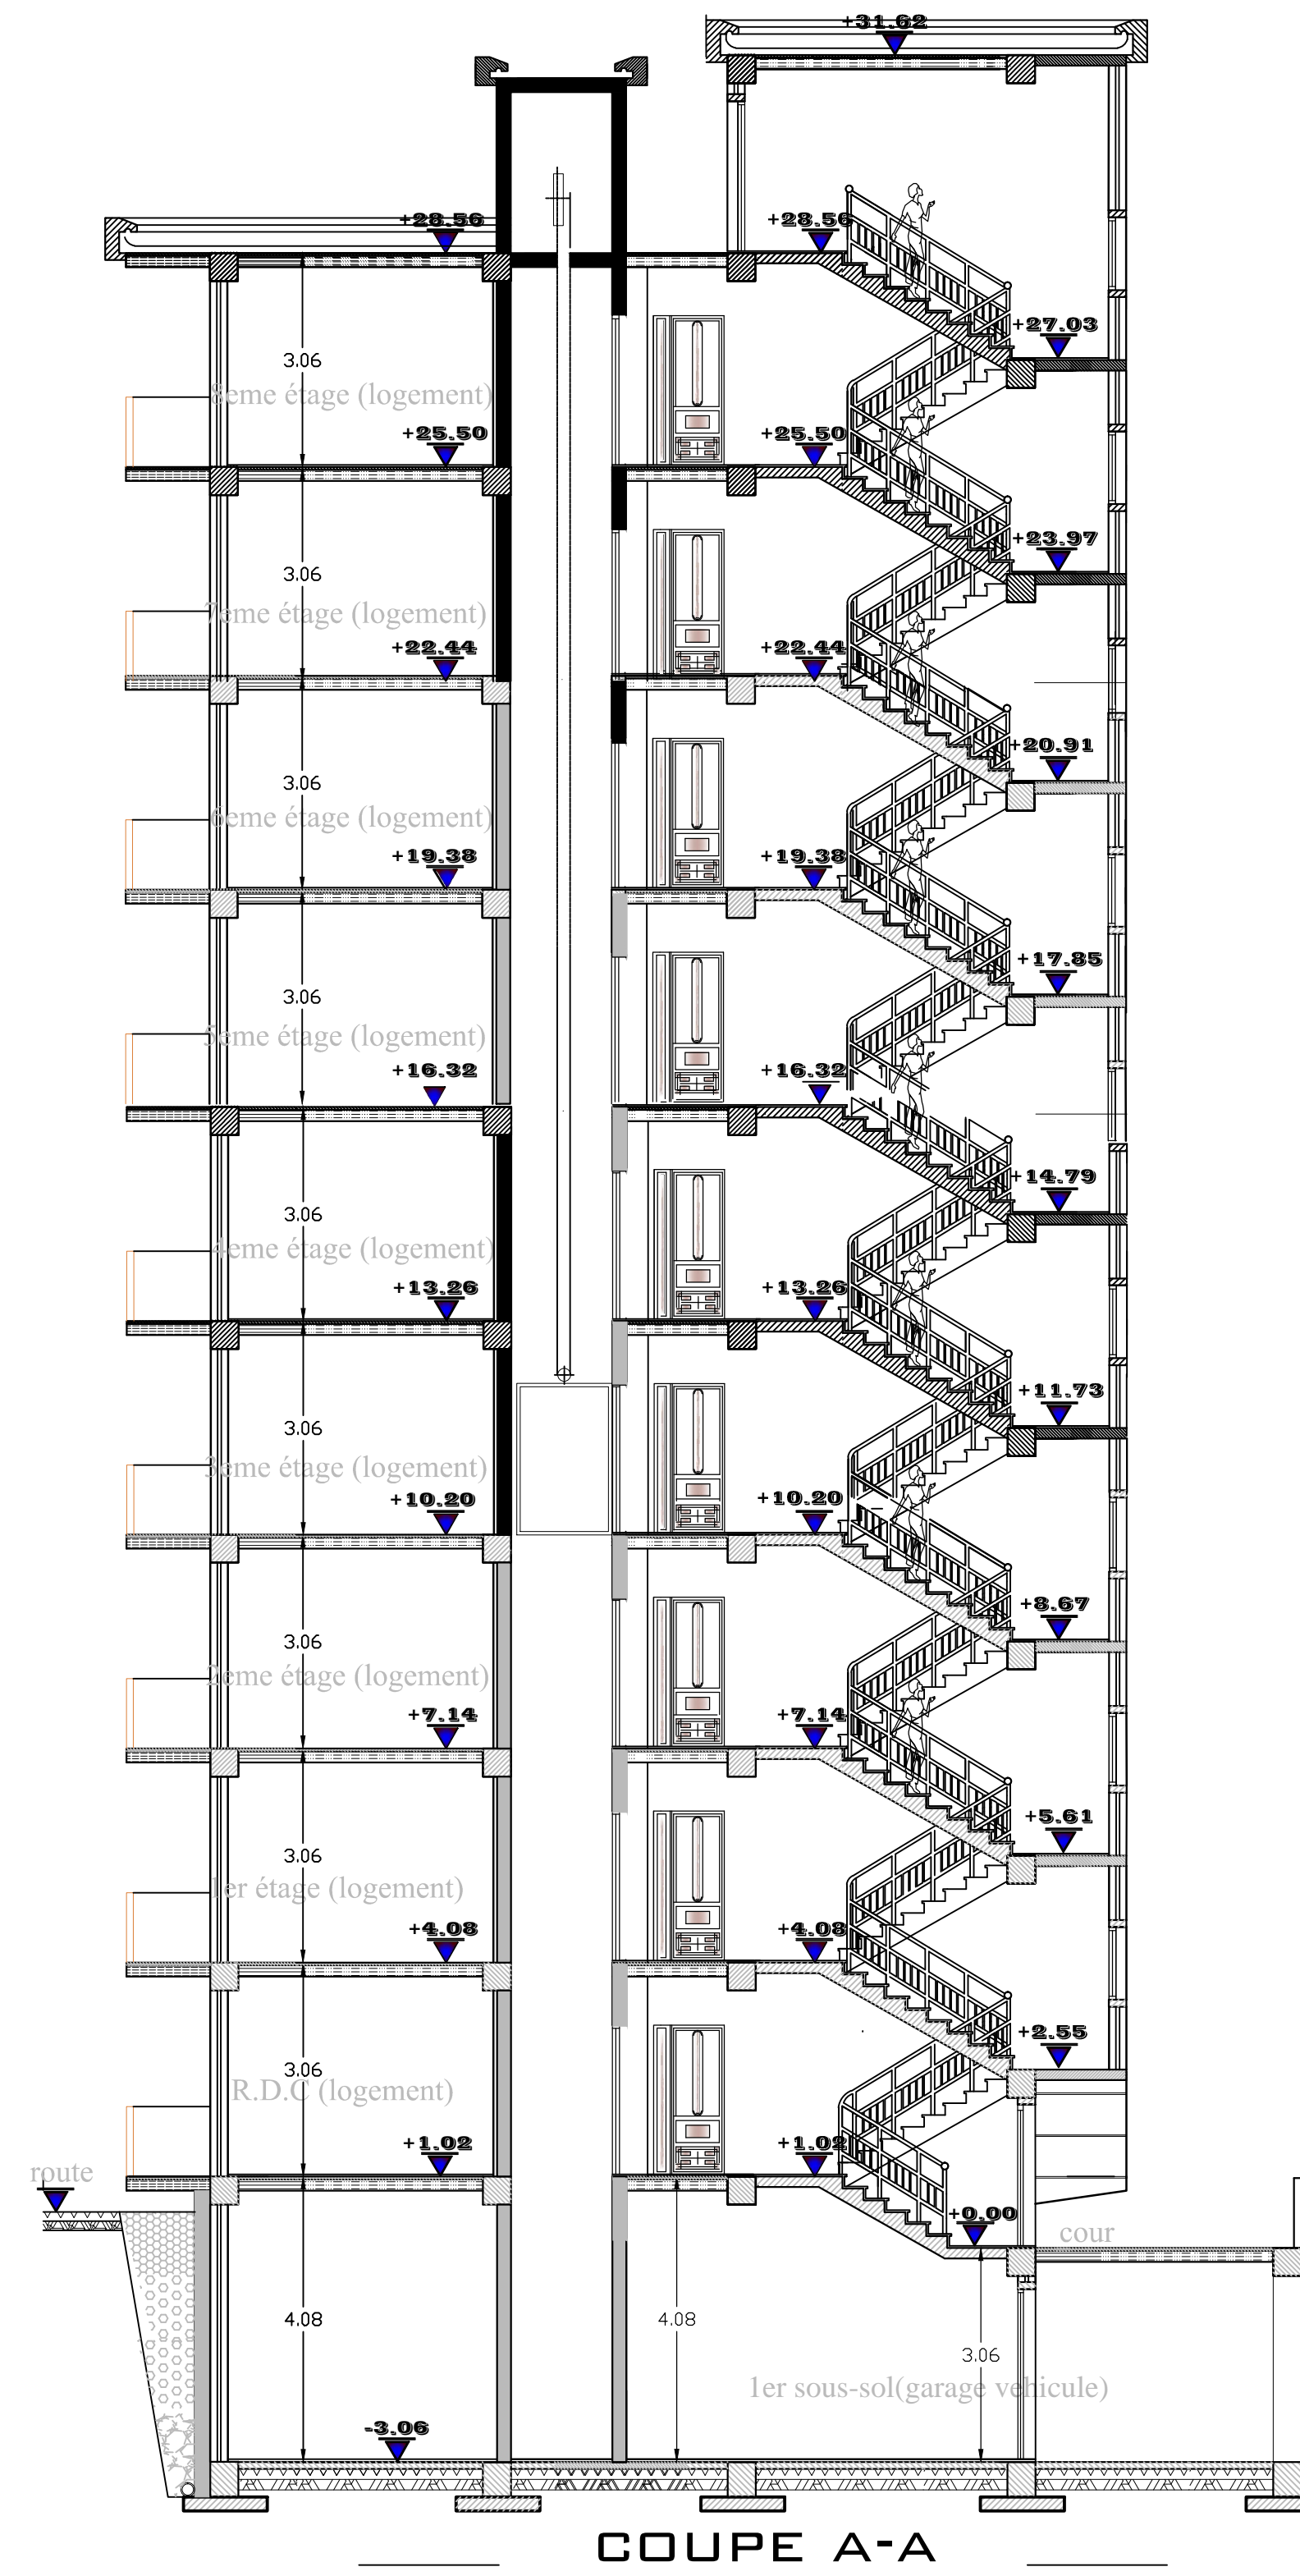 +31.62
+28.56 +28.56
+27.03
3.06
8eme étage (logement)
+25.50 +25.50
+23.97
3.06
7eme étage (logement)
+22.44 +22.44
+20.91
3.06
6eme étage (logement)
+19.38 +19.38
+17.85
3.06
5eme étage (logement)
+16.32 +16.32
+14.79
3.06
4eme étage (logement)
+13.26 +13.26
+11.73
3.06
3eme étage (logement)
+10.20 +10.20
+8.67
3.06
2eme étage (logement)
+7.14 +7.14
+5.61
3.06
1er étage (logement)
+4.08 +4.08
+2.55
3.06
R.D.C (logement)
+1.02 +1.02
route
+0.00
cour
4.08 4.08
3.06
1er sous-sol(garage vehicule)
-3.06
COUPE A-A